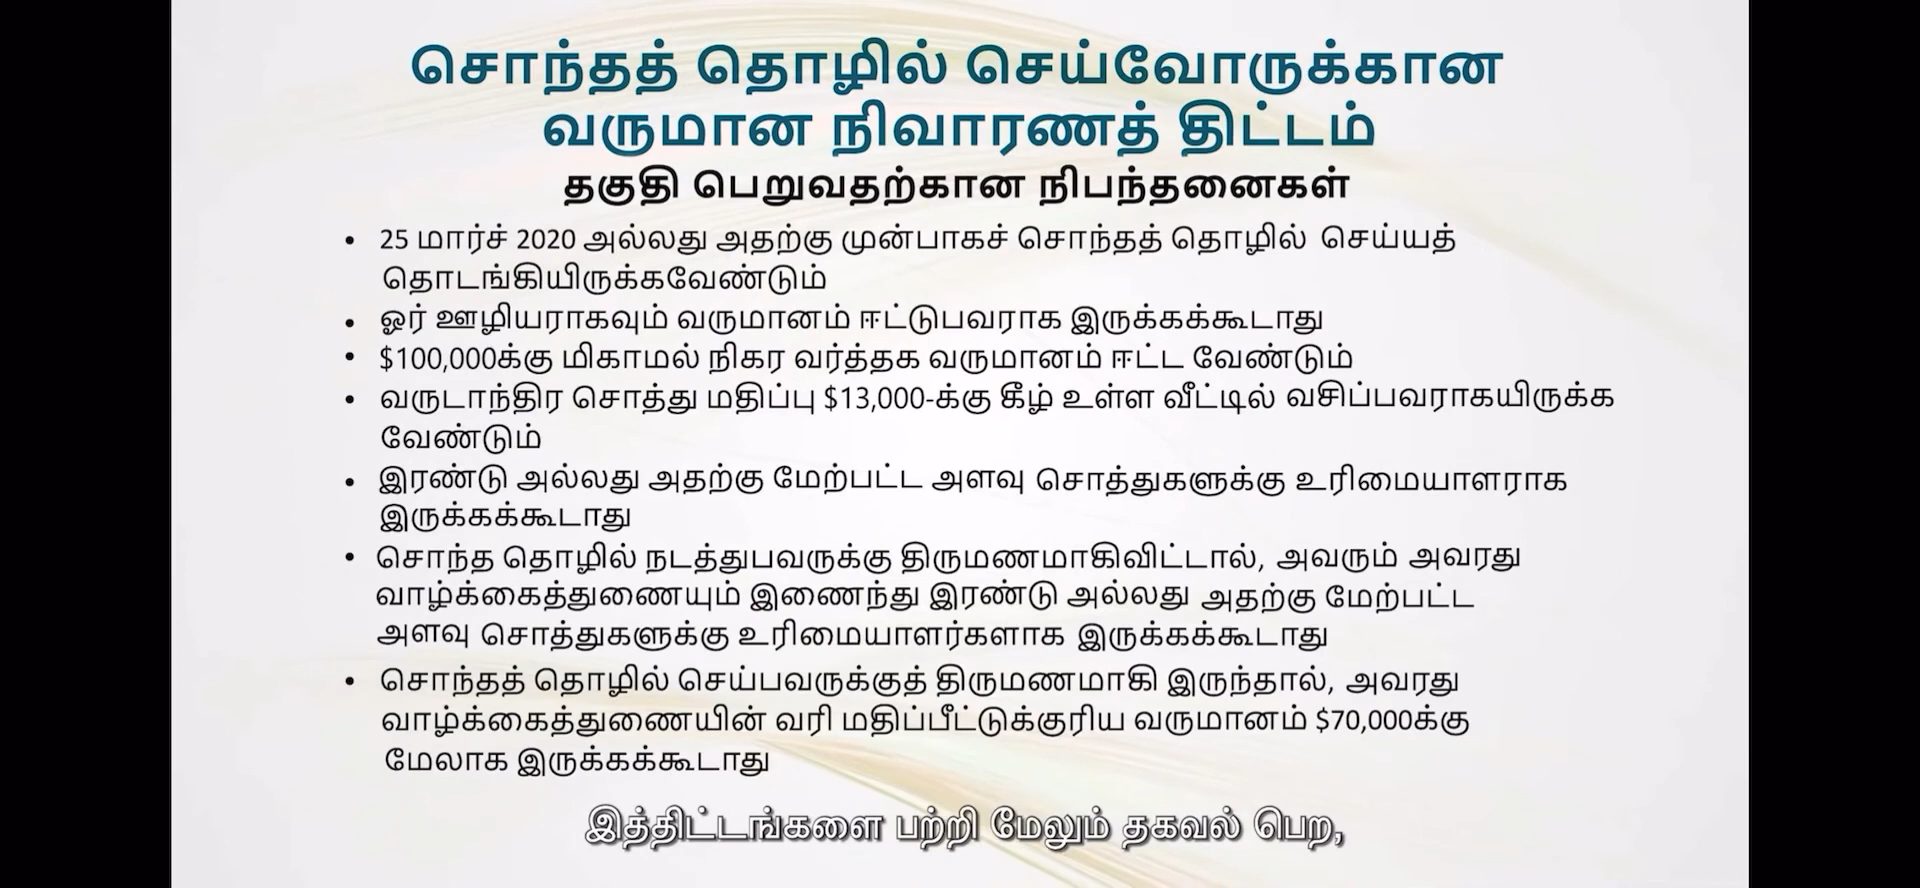 சொந்தத் தொழில் செய்வோருக்கான
வருமான நிவாரணத் திட்டம்
தகுதி பெறுவதற்கான நிபந்தனைகள்
• 25 மார்ச் 2020 அல்லது அதற்கு முன்பாகச் சொந்தத் தொழில் செய்யத்
தொடங்கியிருக்கவேண்டும்
• ஓர் ஊழியராகவும் வருமானம் ஈட்டுபவராக இருக்கக்கூடாது
• $100,000க்கு மிகாமல் நிகர வர்த்தக வருமானம் ஈட்ட வேண்டும்
• வருடாந்திர சொத்து மதிப்பு $13,000-க்கு கீழ் உள்ள வீட்டில் வசிப்பவராகயிருக்க
வேண்டும்
• இரண்டு அல்லது அதற்கு மேற்பட்ட அளவு சொத்துகளுக்கு உரிமையாளராக
இருக்கக்கூடாது
• சொந்த தொழில் நடத்துபவருக்கு திருமணமாகிவிட்டால், அவரும் அவரது
வாழ்க்கைத்துணையும் இணைந்து இரண்டு அல்லது அதற்கு மேற்பட்ட
அளவு சொத்துகளுக்கு உரிமையாளர்களாக இருக்கக்கூடாது
• சொந்தத் தொழில் செய்பவருக்குத் திருமணமாகி இருந்தால், அவரது
வாழ்க்கைத்துணையின் வரி மதிப்பீட்டுக்குரிய வருமானம் $70,000க்கு
மேலாக இருக்கக்கூடாது
இத்திட்டங்களை பற்றி மேலும் தகவல் பெற,